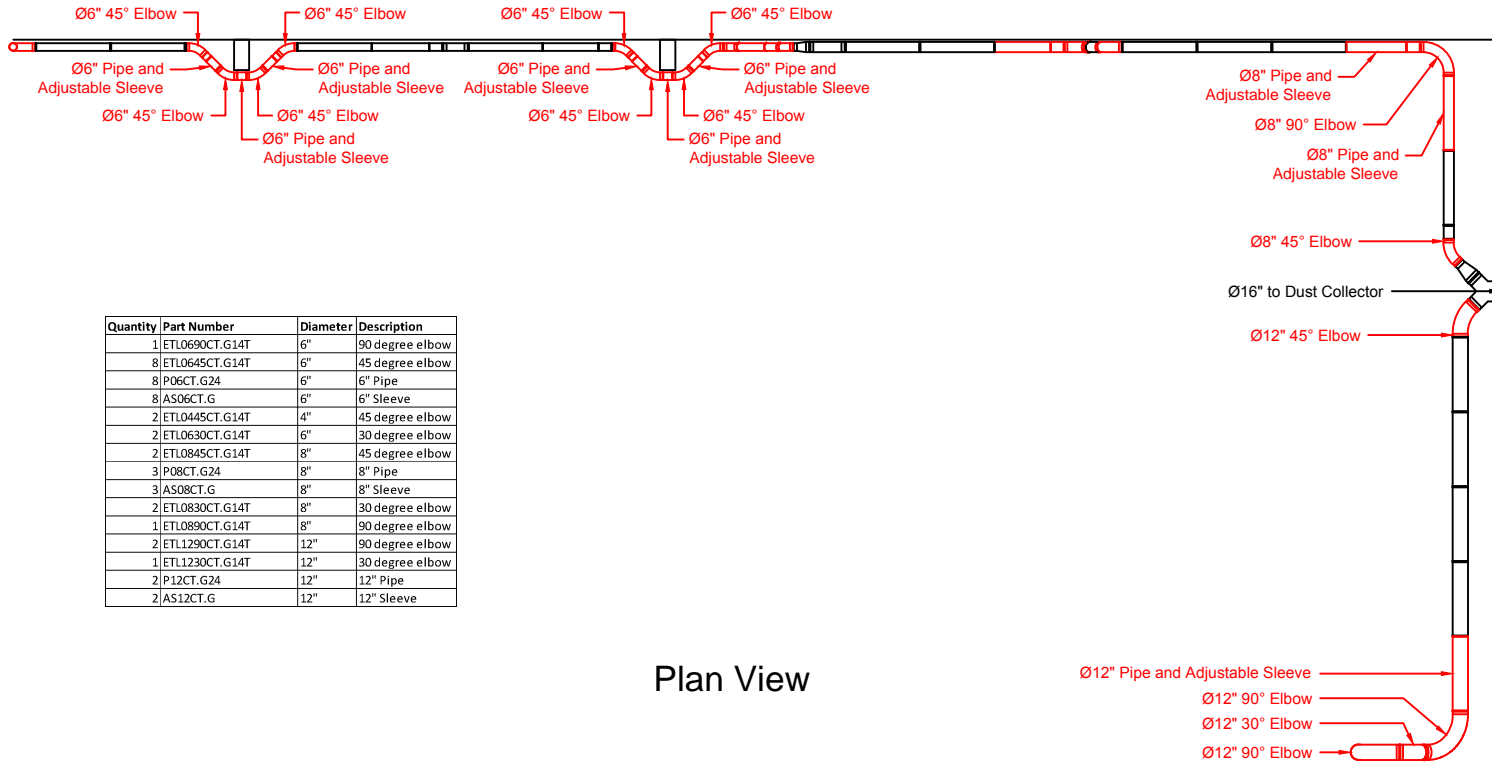 Ø6" 45° Elbow
Ø6" 45° Elbow
Ø6" 45° Elbow
Ø6" 45° Elbow
Ø6" Pipe and
Adjustable Sleeve
Ø6" Pipe and
Adjustable Sleeve
Ø6" Pipe and
Adjustable Sleeve
Ø6" Pipe and
Adjustable Sleeve
Ø6" 45° Elbow
Ø6" 45° Elbow
Ø6" 45° Elbow
Ø6" 45° Elbow
Ø6" Pipe and
Adjustable Sleeve
Ø6" Pipe and
Adjustable Sleeve
Ø8" Pipe and
Adjustable Sleeve
Ø8" 90° Elbow
Ø8" Pipe and
Adjustable Sleeve
Ø8" 45° Elbow
Ø16" to Dust Collector
Ø12" 45° Elbow
Quantity Part Number Diameter Description
1 ETL0690CT.G14T 6" 90 degree elbow
8 ETL0645CT.G14T 6" 45 degree elbow
8 P06CT.G24 6" 6" Pipe
8 AS06CT.G 6" 6" Sleeve
2 ETL0445CT.G14T 4" 45 degree elbow
2 ETL0630CT.G14T 6" 30 degree elbow
2 ETL0845CT.G14T 8" 45 degree elbow
3 P08CT.G24 8" 8" Pipe
3 AS08CT.G 8" 8" Sleeve
2 ETL0830CT.G14T 8" 30 degree elbow
1 ETL0890CT.G14T 8" 90 degree elbow
2 ETL1290CT.G14T 12" 90 degree elbow
1 ETL1230CT.G14T 12" 30 degree elbow
2 P12CT.G24 12" 12" Pipe
2 AS12CT.G 12" 12" Sleeve
Plan View
Ø12" Pipe and Adjustable Sleeve
Ø12" 90° Elbow
Ø12" 30° Elbow
Ø12" 90° Elbow